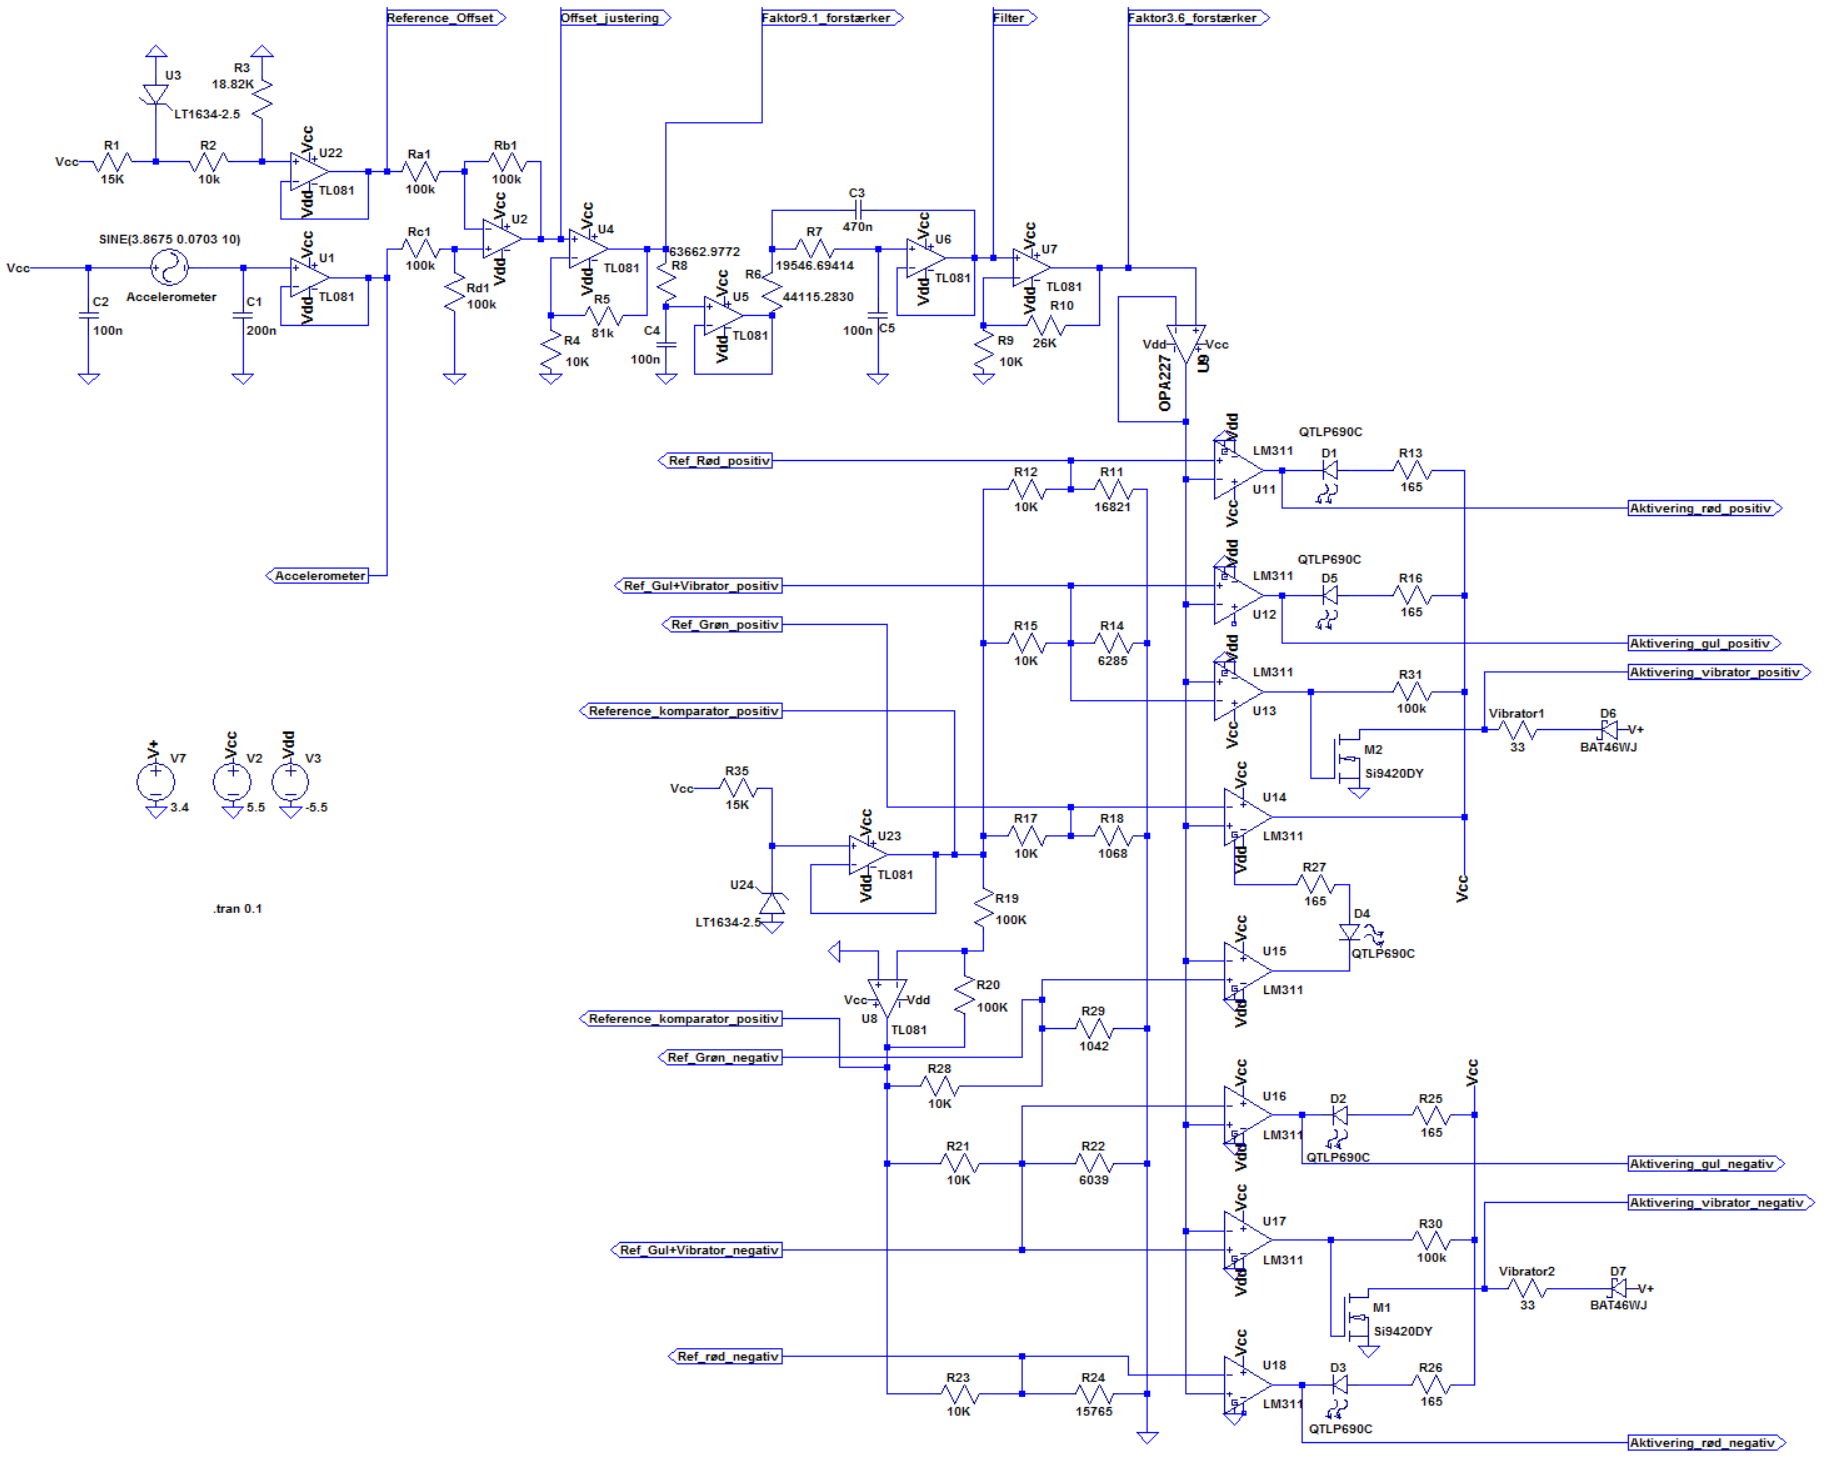 Reference_Offset
Offset_justering
Faktor9.1_forstærker
Filter
Faktor3.6_forstærker
U3
LT1634-2.5
R3
18.82K
Vcc
R1
15K
R2
10k
Vcc
U22
TL081
Vdd
Ra1
100k
Rb1
100k
Vcc
U2
Vdd
SINE(3.8675 0.0703 10)
Vcc
Accelerometer
C2
100n
C1
200n
Vcc
U1
TL081
Vdd
Rc1
100k
Rd1
100k
Vcc
U4
TL081
Vdd
R5
81k
R4
10K
63662.9772
R8
C4
100n
Vcc
U5
TL081
Vdd
R6
44115.2830
C3
470n
R7
19546.69414
C5
100n
Vcc
U6
TL081
Vdd
Vcc
U7
TL081
Vdd
R10
26K
R9
10K
Vdd
Vcc
U9
OPA227
Accelerometer
Ref_Rød_positiv
R12
10K
R11
16821
Vdd
LM311
U11
Vcc
QTLP690C
D1
R13
165
Aktivering_rød_positiv
Ref_Gul+Vibrator_positiv
Ref_Grøn_positiv
R15
10K
R14
6285
Vdd
LM311
U12
QTLP690C
D5
R16
165
Aktivering_gul_positiv
Vdd
LM311
U13
Vcc
R31
100k
Aktivering_vibrator_positiv
Reference_komparator_positiv
Vibrator1
33
D6
BAT46WJ
V+
M2
Si9420DY
V+
V7
3.4
Vcc
V2
5.5
Vdd
V3
-5.5
.tran 0.1
Vcc
R35
15K
U24
LT1634-2.5
Vcc
U23
TL081
Vdd
R17
10K
R18
1068
Vcc
U14
LM311
Vdd
Vcc
R27
165
D4
QTLP690C
R19
100K
R20
100K
Vcc
Vdd
U8
TL081
Vcc
U15
LM311
Vdd
Reference_komparator_positiv
Ref_Grøn_negativ
R29
1042
R28
10K
Vcc
U16
LM311
Vdd
D2
QTLP690C
R25
165
Vcc
Aktivering_gul_negativ
R21
10K
R22
6039
Ref_Gul+Vibrator_negativ
Vcc
U17
LM311
Vdd
R30
100k
Aktivering_vibrator_negativ
Vibrator2
33
D7
BAT46WJ
V+
M1
Si9420DY
Ref_rød_negativ
R23
10K
R24
15765
Vcc
U18
LM311
D3
QTLP690C
R26
165
Aktivering_rød_negativ